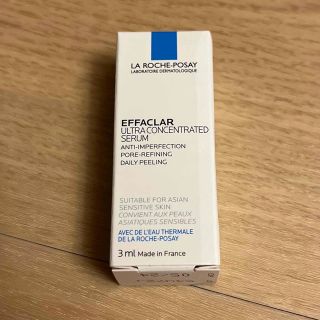 LA ROCHE-POSAY
LABORATOIRE DERMATOLOGIQUE
EFFACLAR
ULTRA CONCENTRATED
SERUM
ANTI-IMPERFECTION
PORE-REFINING
DAILY PEELING
SUITABLE FOR ASIAN
SENSITIVE SKIN
CONVIENT AUX PEAUX
ASIATIQUES SENSIBLES
AVEC DE L'EAU THERMALE
DE LA ROCHE-POSAY
3 ml Made in France